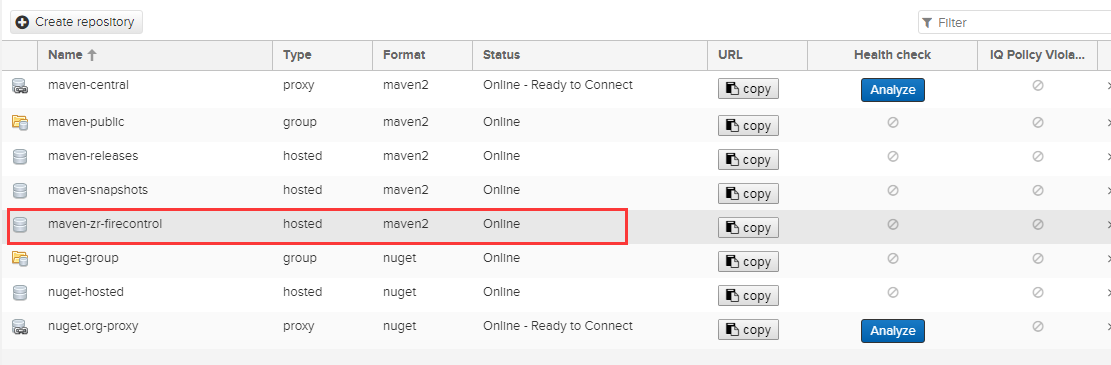 Create repository
Filter
Name Type Format Status URL Health check IQ Policy Viola...
maven-central proxy maven2 Online - Ready to Connect copy Analyze
maven-public group maven2 Online copy
maven-releases hosted maven2 Online copy
maven-snapshots hosted maven2 Online copy
maven-zr-firecontrol hosted maven2 Online copy
nuget-group group nuget Online copy
nuget-hosted hosted nuget Online copy
nuget.org-proxy proxy nuget Online - Ready to Connect copy Analyze